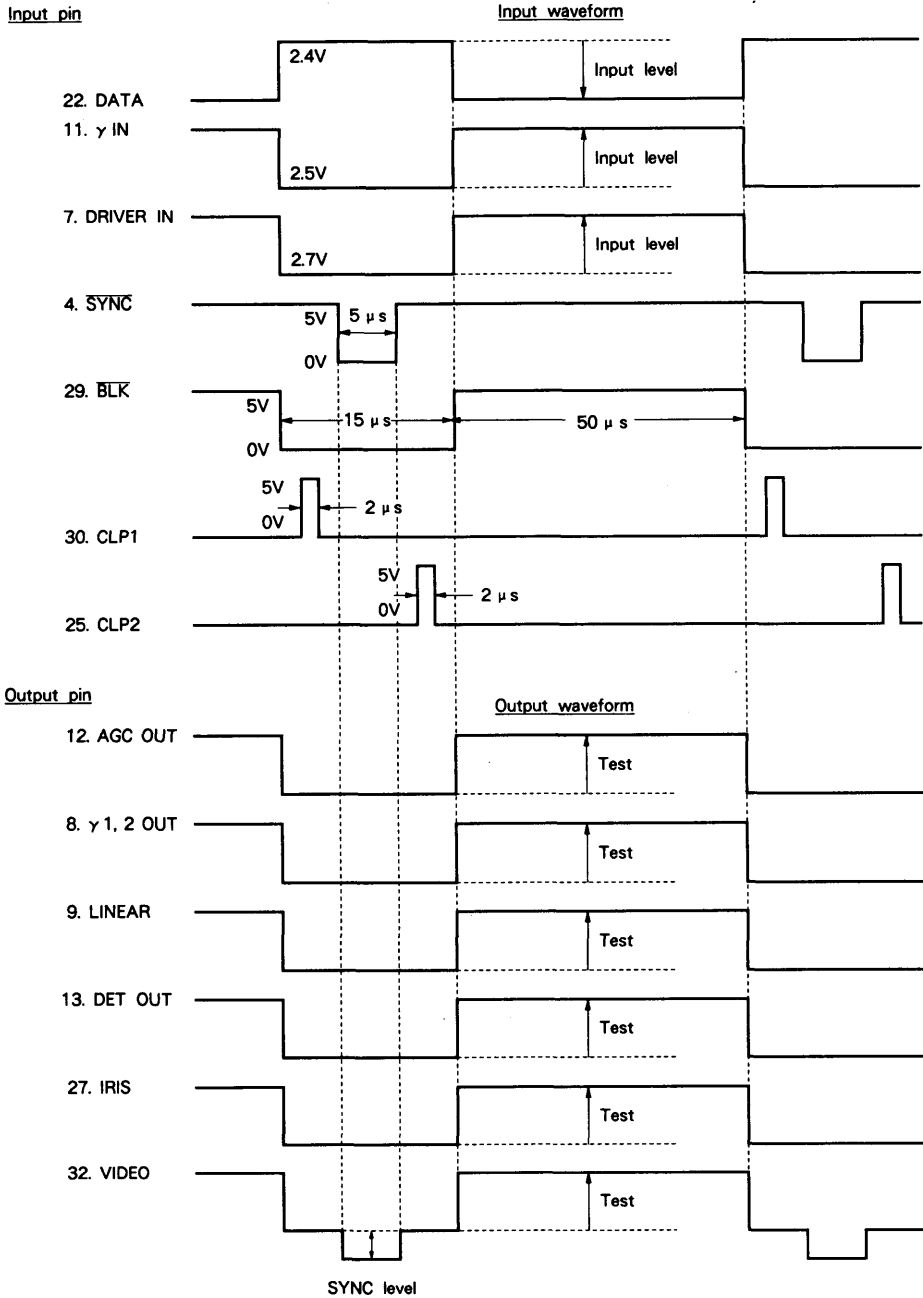 Input pin
Input waveform
2.4V
Input level
22. DATA
11. γ IN
2.5V
Input level
7. DRIVER IN
2.7V
Input level
4. S̅Y̅N̅C̅
5V
5 μs
0V
29. B̅L̅K̅
5V
15 μs
50 μs
0V
5V
2 μs
0V
30. CLP1
5V
2 μs
0V
25. CLP2
Output pin
Output waveform
12. AGC OUT
Test
8. γ 1, 2 OUT
Test
9. LINEAR
Test
13. DET OUT
Test
27. IRIS
Test
32. VIDEO
Test
SYNC level